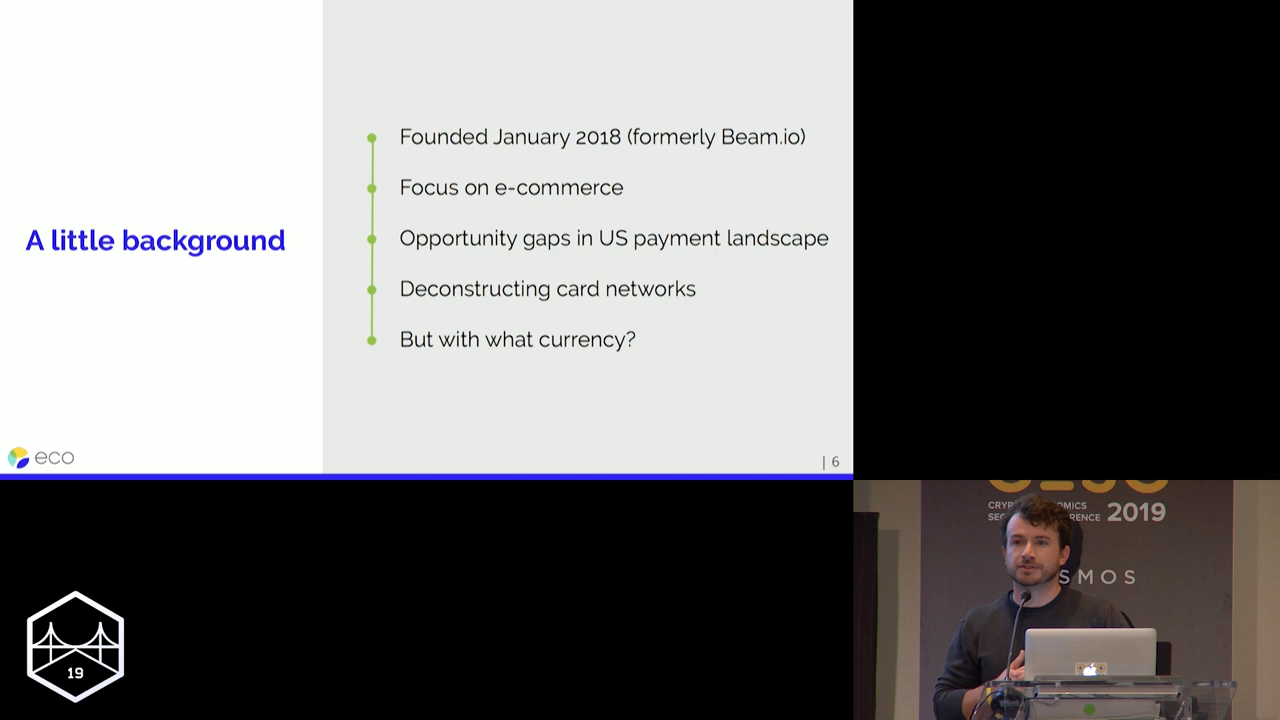 A little background
Founded January 2018 (formerly Beam.io)
Focus on e-commerce
Opportunity gaps in US payment landscape
Deconstructing card networks
But with what currency?
eco
| 6
19
2019
SMOS